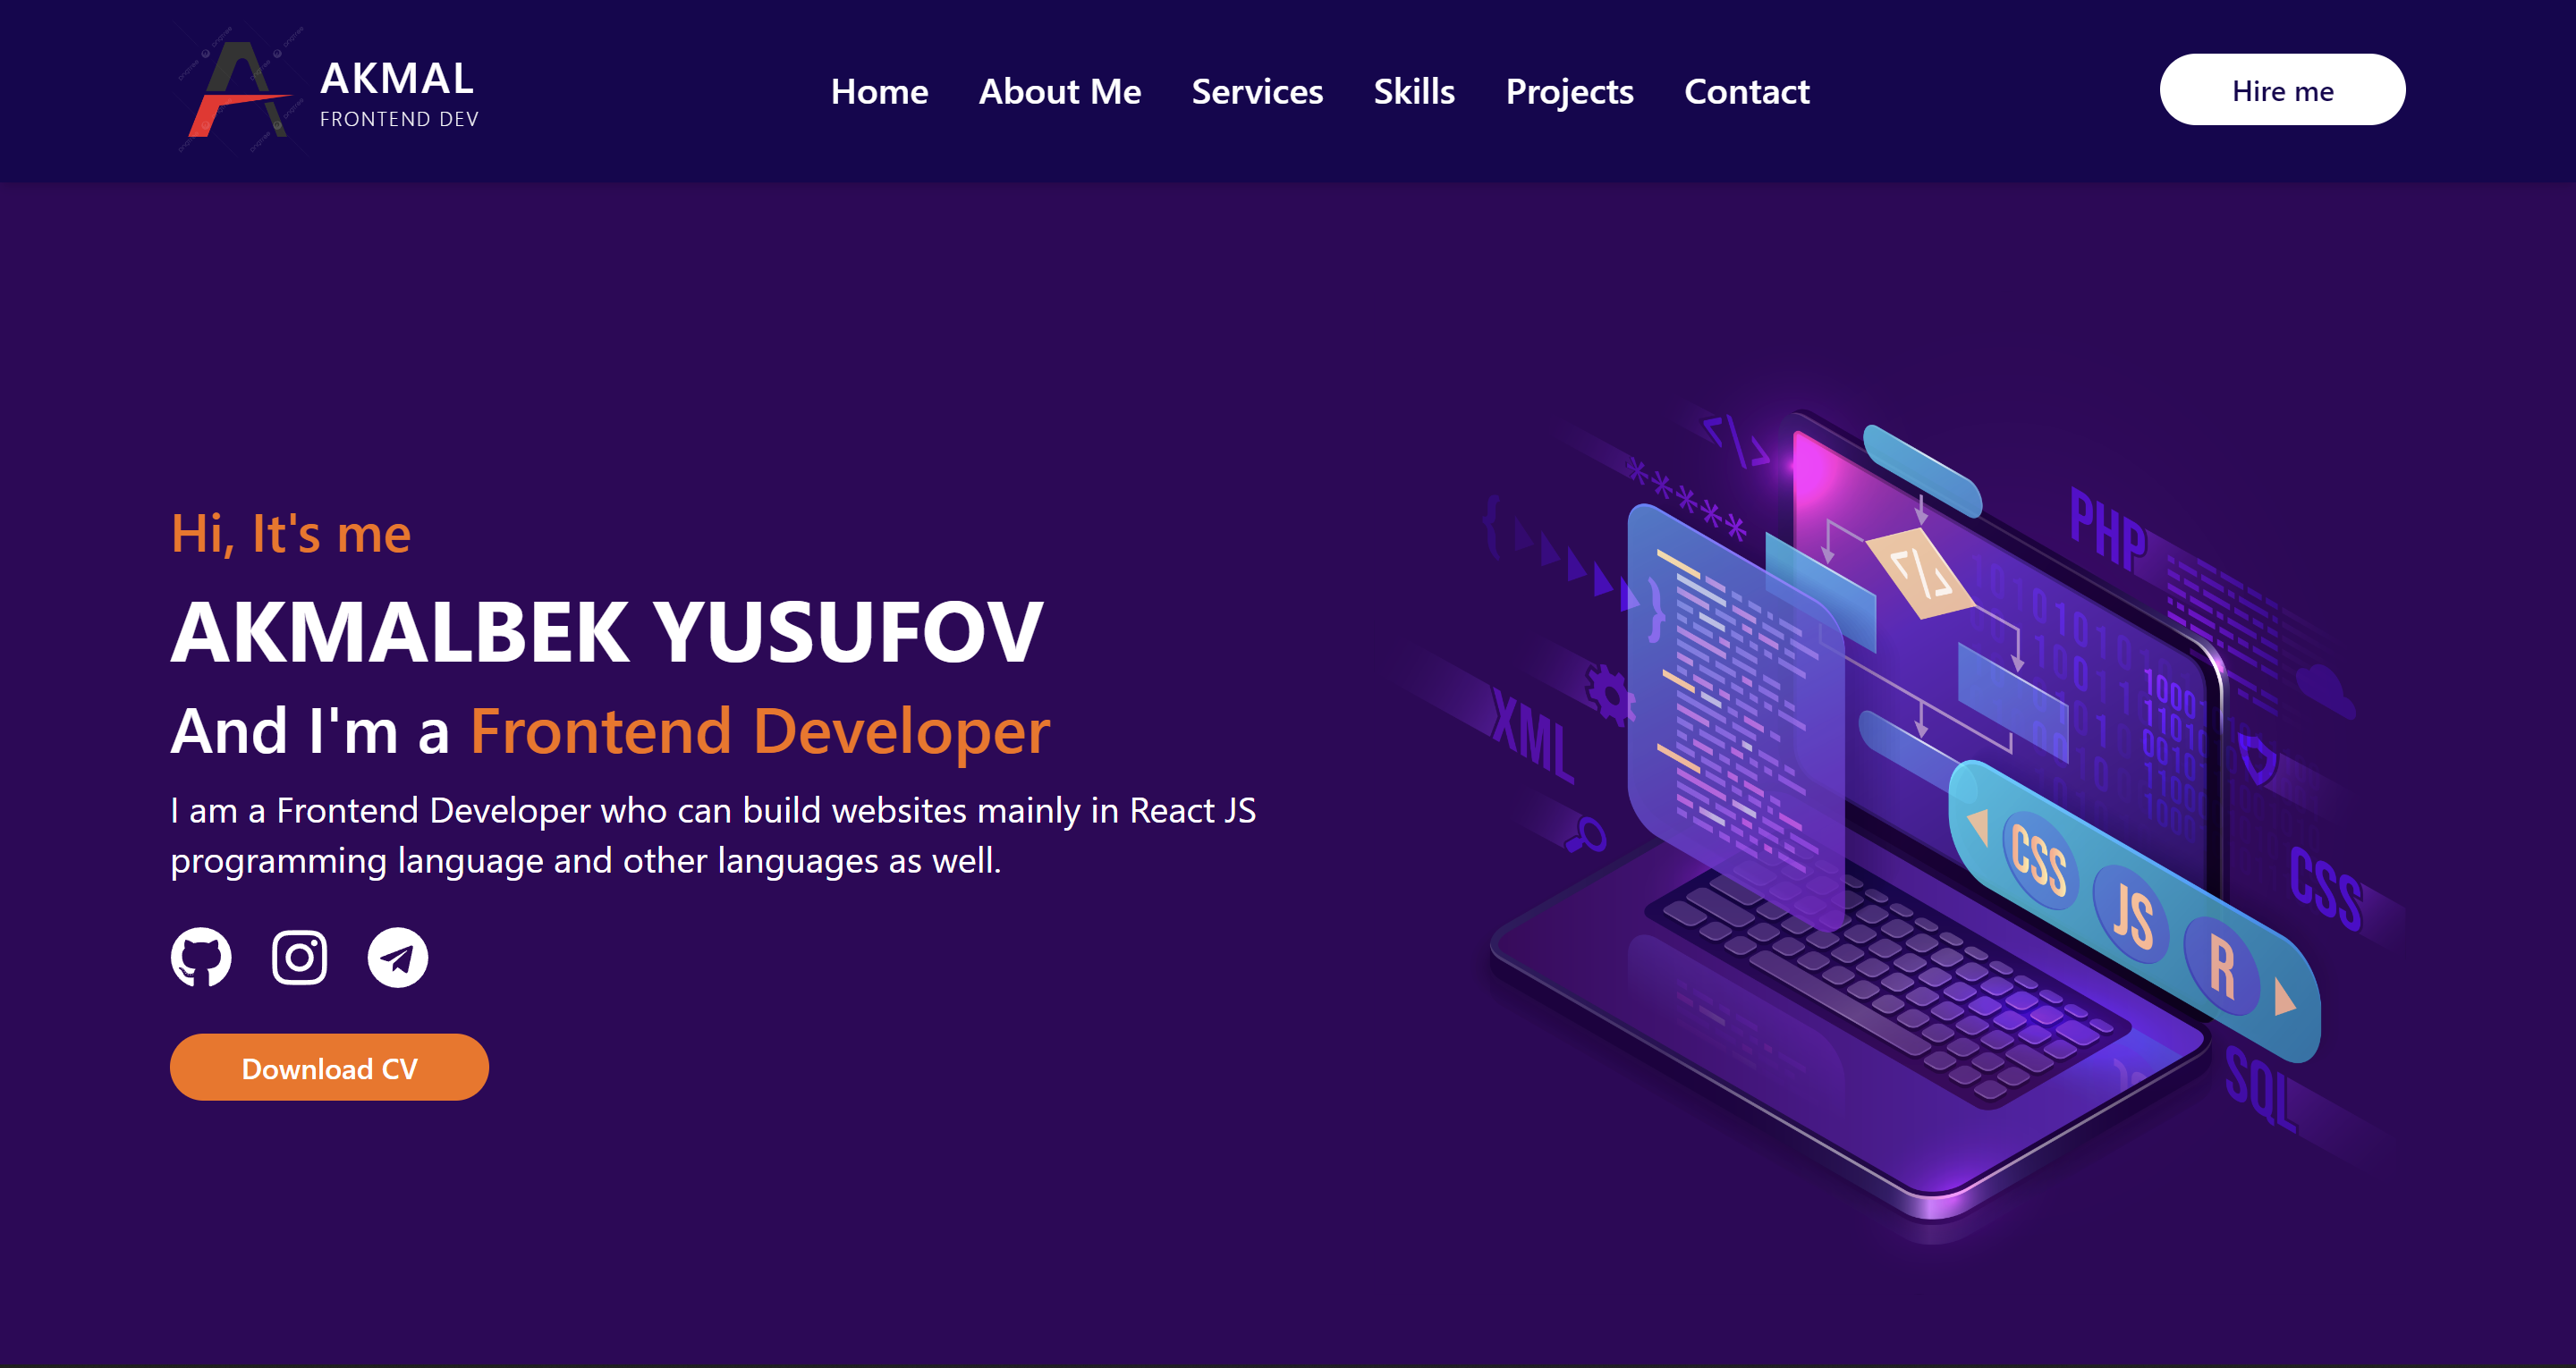 AKMAL
FRONTEND DEV
Home
About Me
Services
Skills
Projects
Contact
Hire me
Hi, It's me
AKMALBEK YUSUFOV
And I'm a Frontend Developer
I am a Frontend Developer who can build websites mainly in React JS
programming language and other languages as well.
Download CV
</>
*****
PHP
</>
XML
CSS
JS
R
CSS
SQL